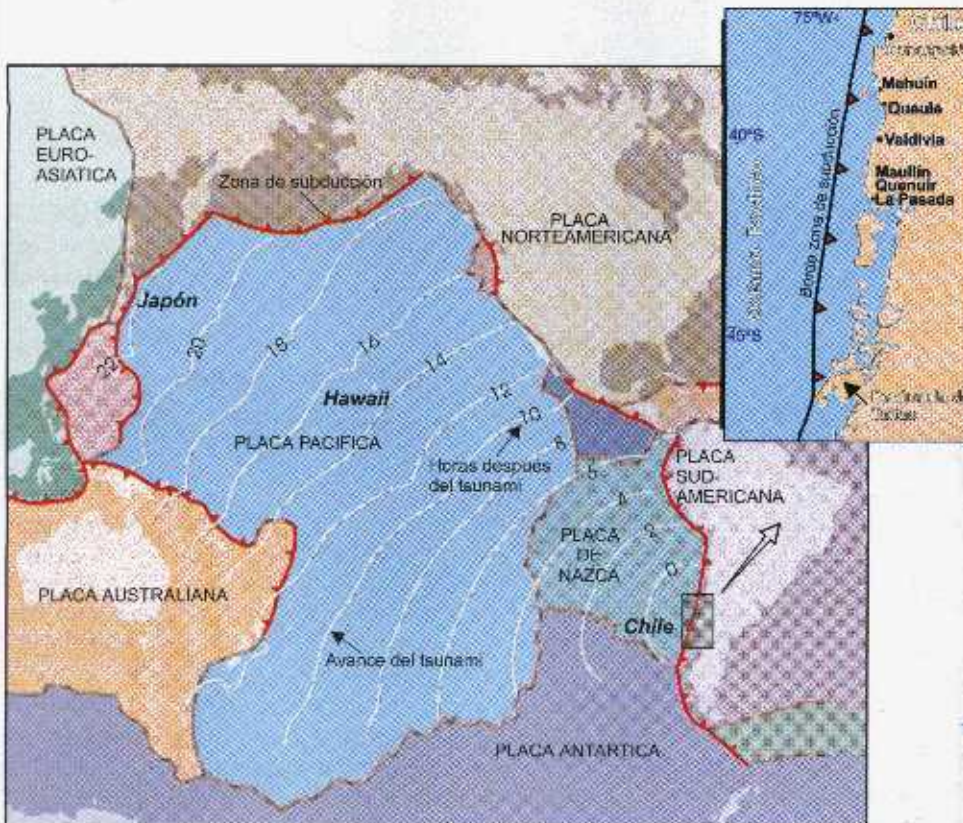 75°W
Mehuín
Queule
40°S
Valdivia
Maullín
Quenuir
La Pasada
Borde zona de subducción
45°S
PLACA
EURO-
ASIATICA
Zona de subducción
PLACA
NORTEAMERICANA
Japón
22
20
18
16
14
12
10
8
Hawaii
PLACA PACIFICA
Horas después
del tsunami
PLACA
SUD-
AMERICANA
4
2
0
PLACA
DE
NAZCA
PLACA AUSTRALIANA
Chile
Avance del tsunami
PLACA ANTARTICA